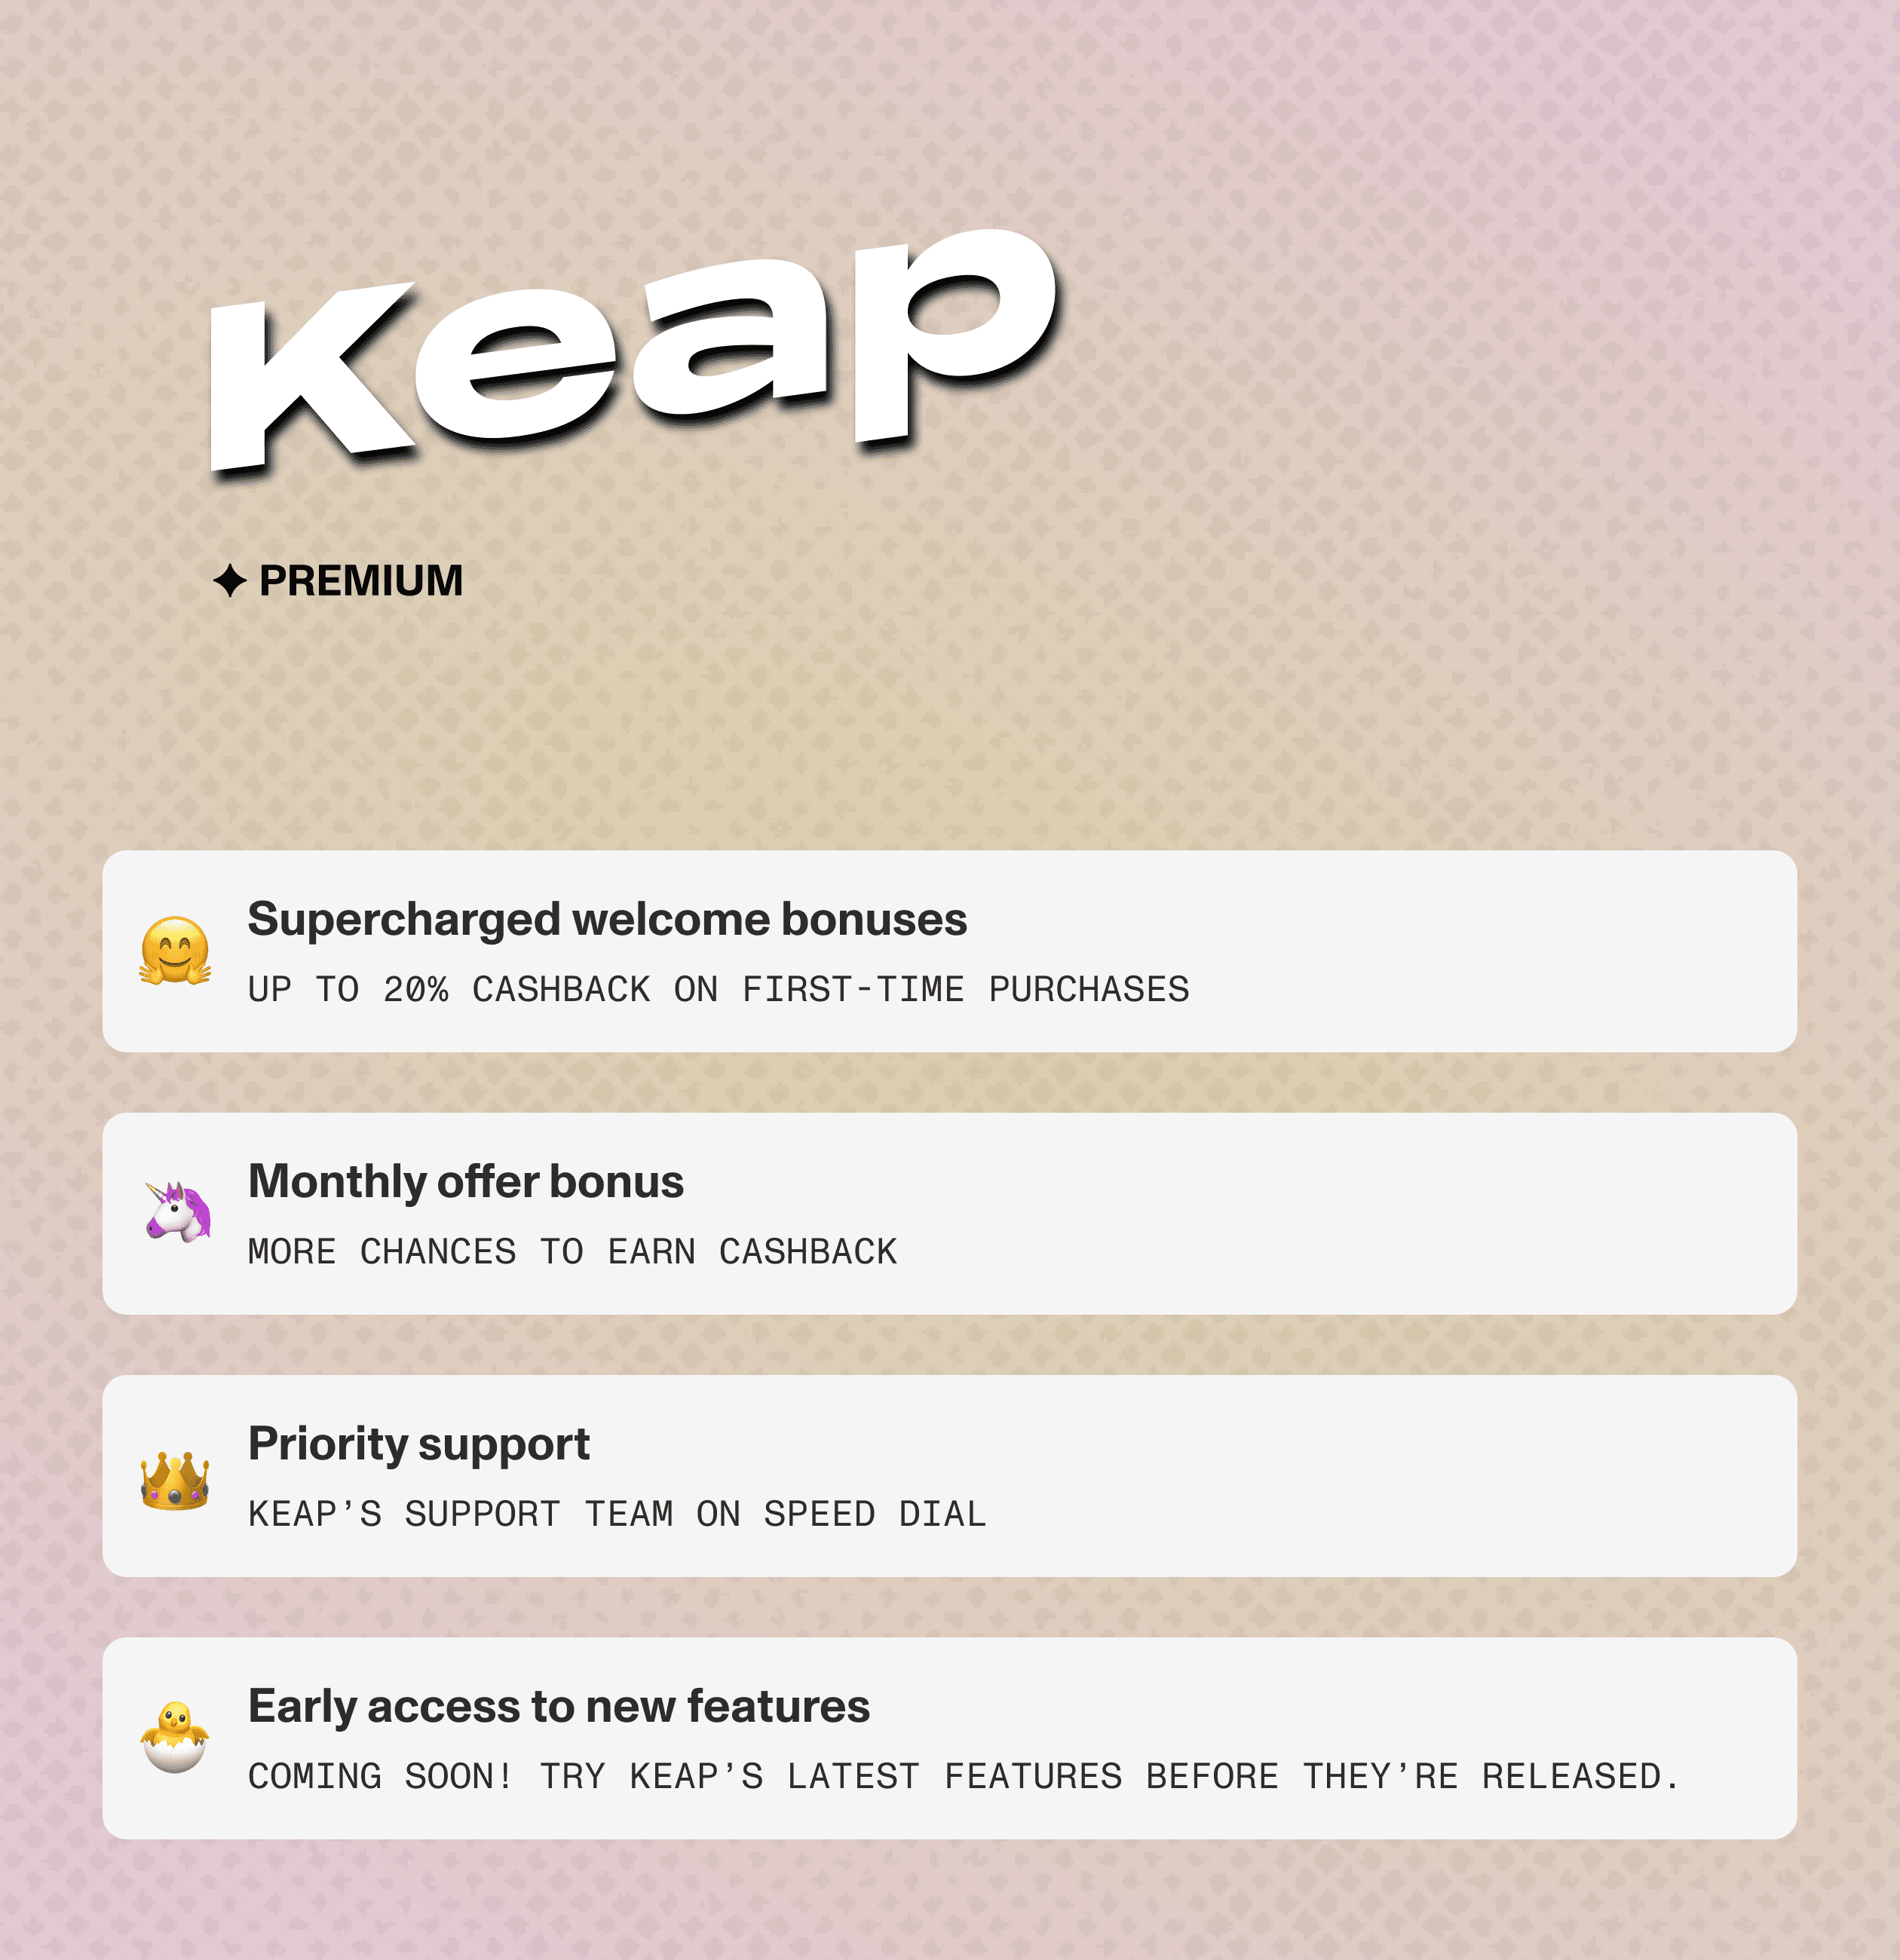 keap
PREMIUM
Supercharged welcome bonuses
UP TO 20% CASHBACK ON FIRST-TIME PURCHASES
Monthly offer bonus
MORE CHANCES TO EARN CASHBACK
Priority support
KEAP’S SUPPORT TEAM ON SPEED DIAL
Early access to new features
COMING SOON! TRY KEAP’S LATEST FEATURES BEFORE THEY’RE RELEASED.